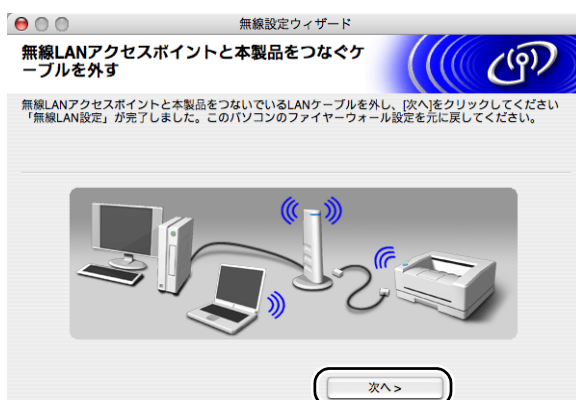 無線設定ウィザード
無線LANアクセスポイントと本製品をつなぐケ
ーブルを外す
無線LANアクセスポイントと本製品をつないでいるLANケーブルを外し、[次へ]をクリックしてください
「無線LAN設定」が完了しました。このパソコンのファイヤーウォール設定を元に戻してください。
次へ >